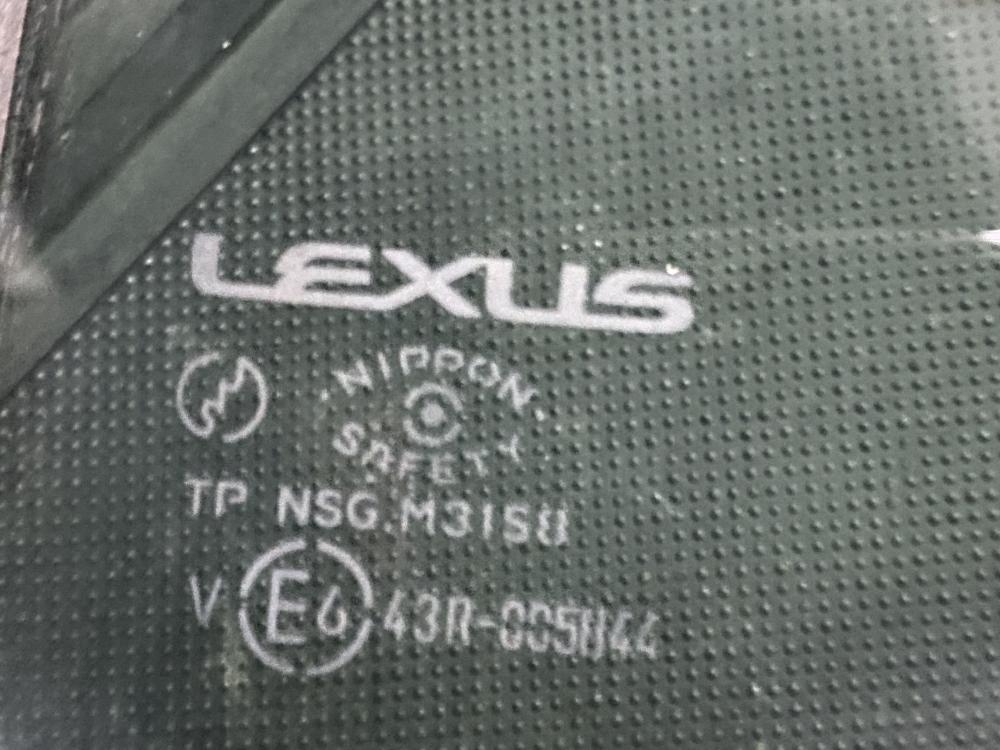 LEXUS
NIPPON
SAFETY
TP NSG M3158
V E6 43R-005844